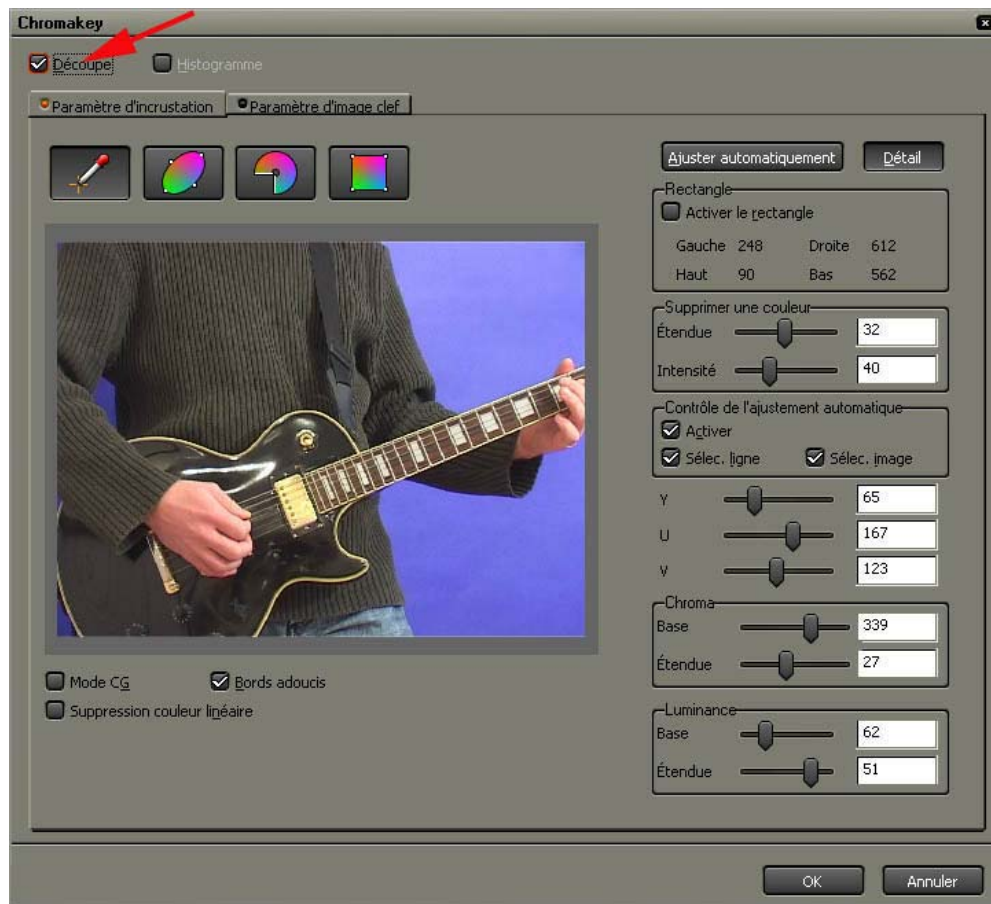 Chromakey
Découpe Histogramme
Paramètre d'incrustation Paramètre d'image clef
Ajuster automatiquement Détail
Rectangle
Activer le rectangle
Gauche 248 Droite 612
Haut 90 Bas 562
Supprimer une couleur
Étendue 32
Intensité 40
Contrôle de l'ajustement automatique
Activer
Sélec. ligne Sélec. image
Y 65
U 167
V 123
Chroma
Base 339
Étendue 27
Mode CG Bords adoucis
Suppression couleur linéaire
Luminance
Base 62
Étendue 51
OK Annuler